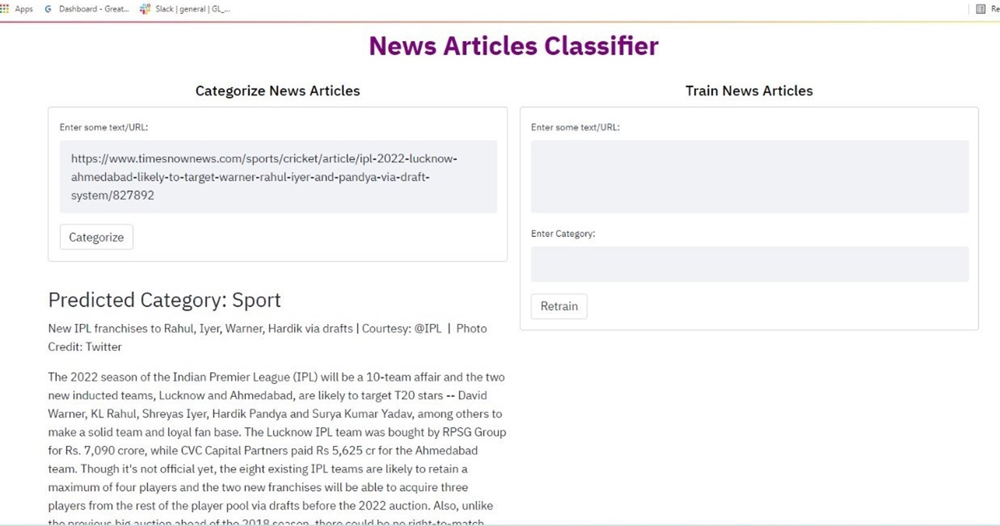 Apps Dashboard - Great... Slack | general | GL_... Re
News Articles Classifier
Categorize News Articles
Enter some text/URL:
https://www.timesnownews.com/sports/cricket/article/ipl-2022-lucknow-
ahmedabad-likely-to-target-warner-rahul-iyer-and-pandya-via-draft-
system/827892
Categorize
Predicted Category: Sport
New IPL franchises to Rahul, Iyer, Warner, Hardik via drafts | Courtesy: @IPL | Photo
Credit: Twitter
The 2022 season of the Indian Premier League (IPL) will be a 10-team affair and the two
new inducted teams, Lucknow and Ahmedabad, are likely to target T20 stars -- David
Warner, KL Rahul, Shreyas Iyer, Hardik Pandya and Surya Kumar Yadav, among others to
make a solid team and loyal fan base. The Lucknow IPL team was bought by RPSG Group
for Rs. 7,090 crore, while CVC Capital Partners paid Rs 5,625 cr for the Ahmedabad
team. Though it's not official yet, the eight existing IPL teams are likely to retain a
maximum of four players and the two new franchises will be able to acquire three
players from the rest of the player pool via drafts before the 2022 auction. Also, unlike
the previous big auction ahead of the 2018 season, there could be no right-to-match
Train News Articles
Enter some text/URL:
Enter Category:
Retrain